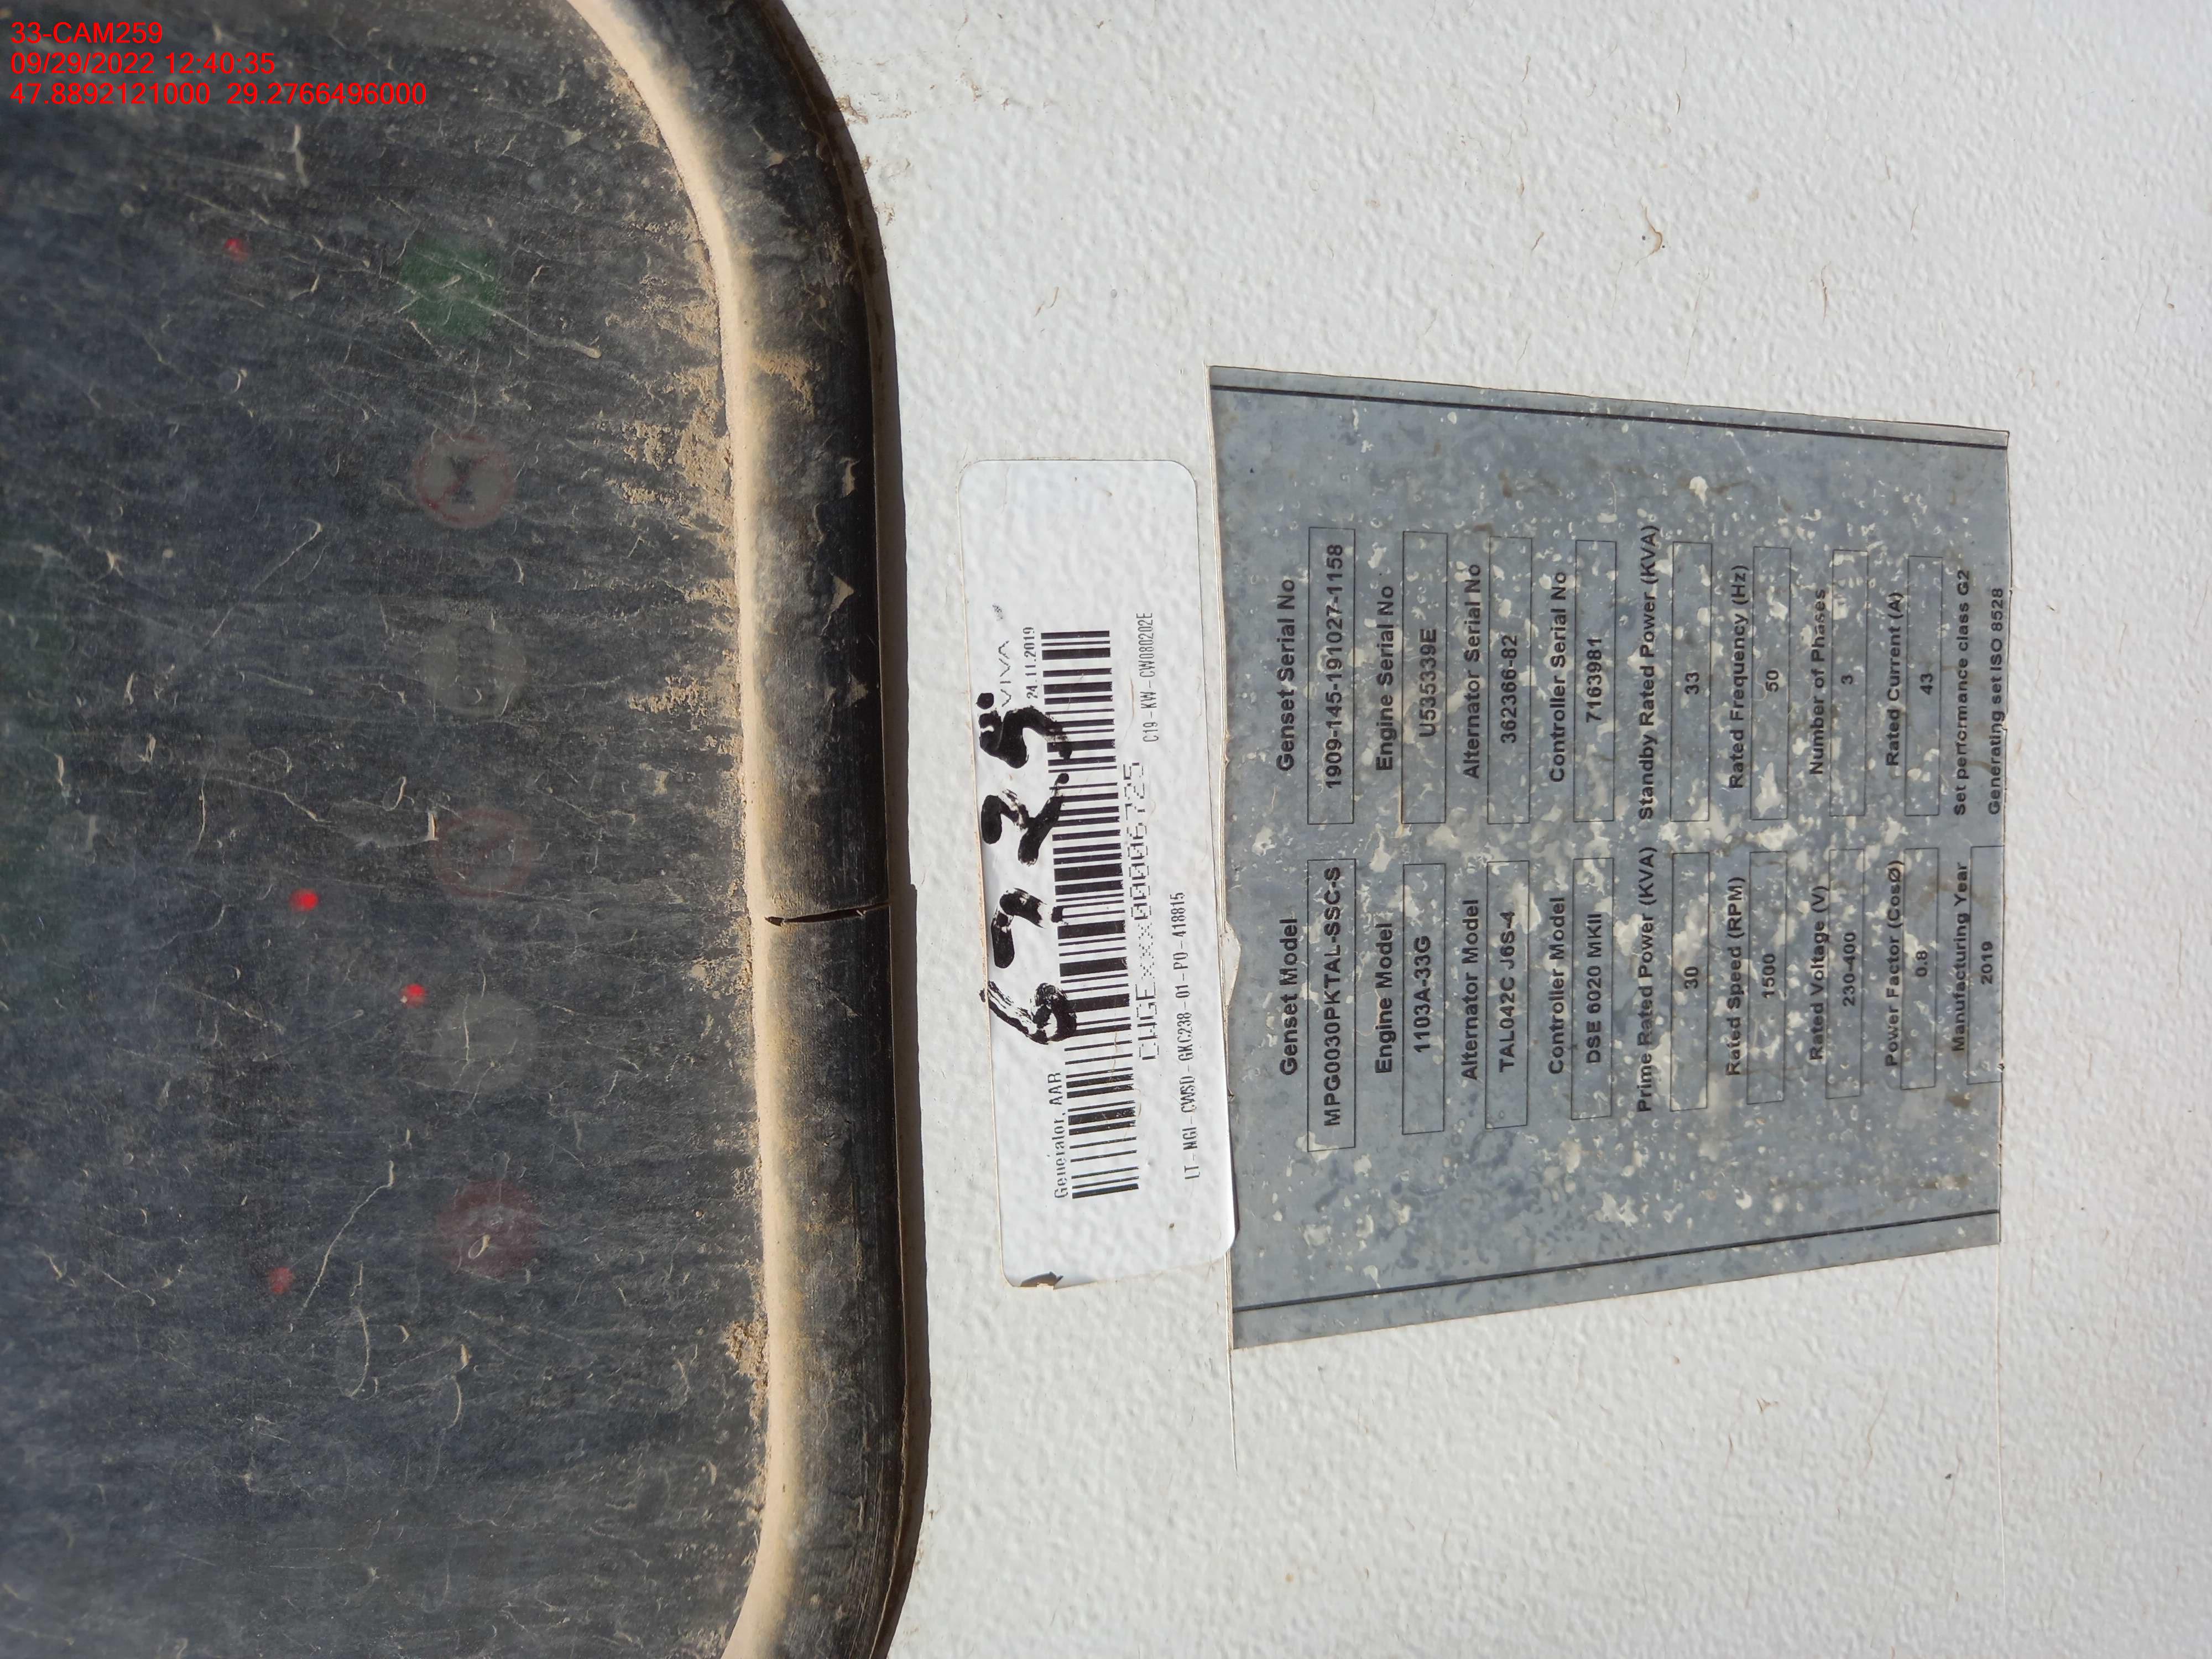 33-CAM259
09/29/2022 12:40:35
47.8892121000 29.2766496000
VIVA
Generator, AAB 24.11.2019
6725
CWGEXXXX00006725
C19-KW-CW080202E
LT-NGI-CWSD-GKC238-01-PO-418815
Genset Model Genset Serial No
MPG0030PKTAL-SSC-S 1909-145-191027-1158
Engine Model Engine Serial No
1103A-33G U535339E
Alternator Model Alternator Serial No
TAL042C J6S-4 362366-82
Controller Model Controller Serial No
DSE 6020 MKII 7163981
Prime Rated Power (KVA) Standby Rated Power (KVA)
30 33
Rated Speed (RPM) Rated Frequency (Hz)
1500 50
Rated Voltage (V) Number of Phases
230-400 3
Power Factor (CosØ) Rated Current (A)
0.8 43
Manufacturing Year Set performance class G2
2019 Generating set ISO 8528